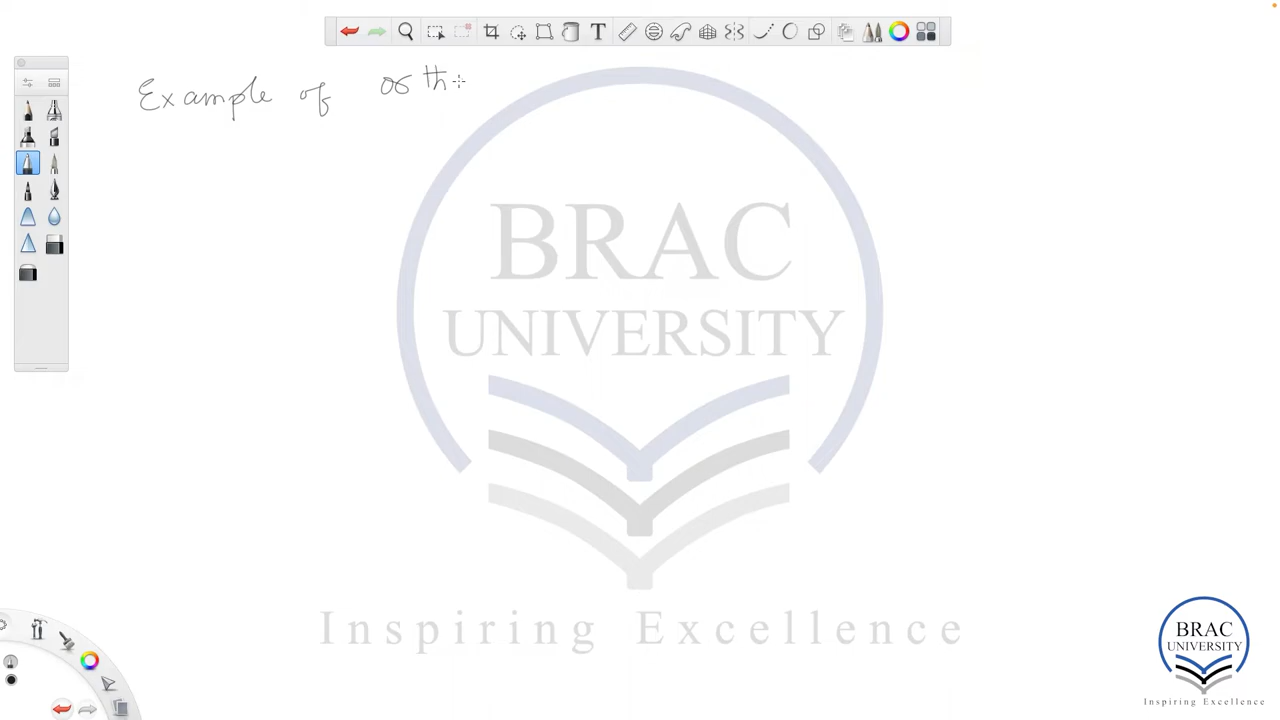 Example of orth
BRAC
UNIVERSITY
Inspiring Excellence
BRAC
UNIVERSITY
Inspiring Excellence